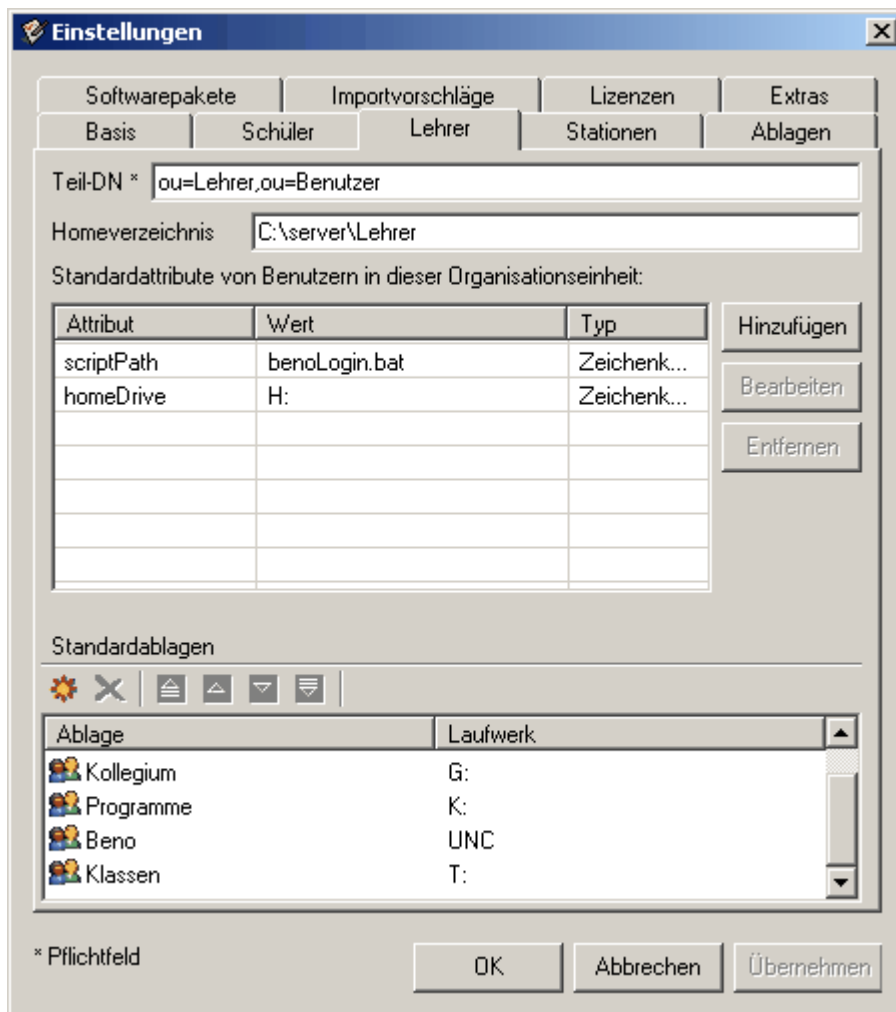 Einstellungen
Softwarepakete Importvorschläge Lizenzen Extras
Basis Schüler Lehrer Stationen Ablagen
Teil-DN * ou=Lehrer,ou=Benutzer
Homeverzeichnis C:\server\Lehrer
Standardattribute von Benutzern in dieser Organisationseinheit:
Attribut Wert Typ Hinzufügen
scriptPath benoLogin.bat Zeichenk...
homeDrive H: Zeichenk... Bearbeiten
Entfernen
Standardablagen
Ablage Laufwerk
Kollegium G:
Programme K:
Beno UNC
Klassen T:
* Pflichtfeld OK Abbrechen Übernehmen